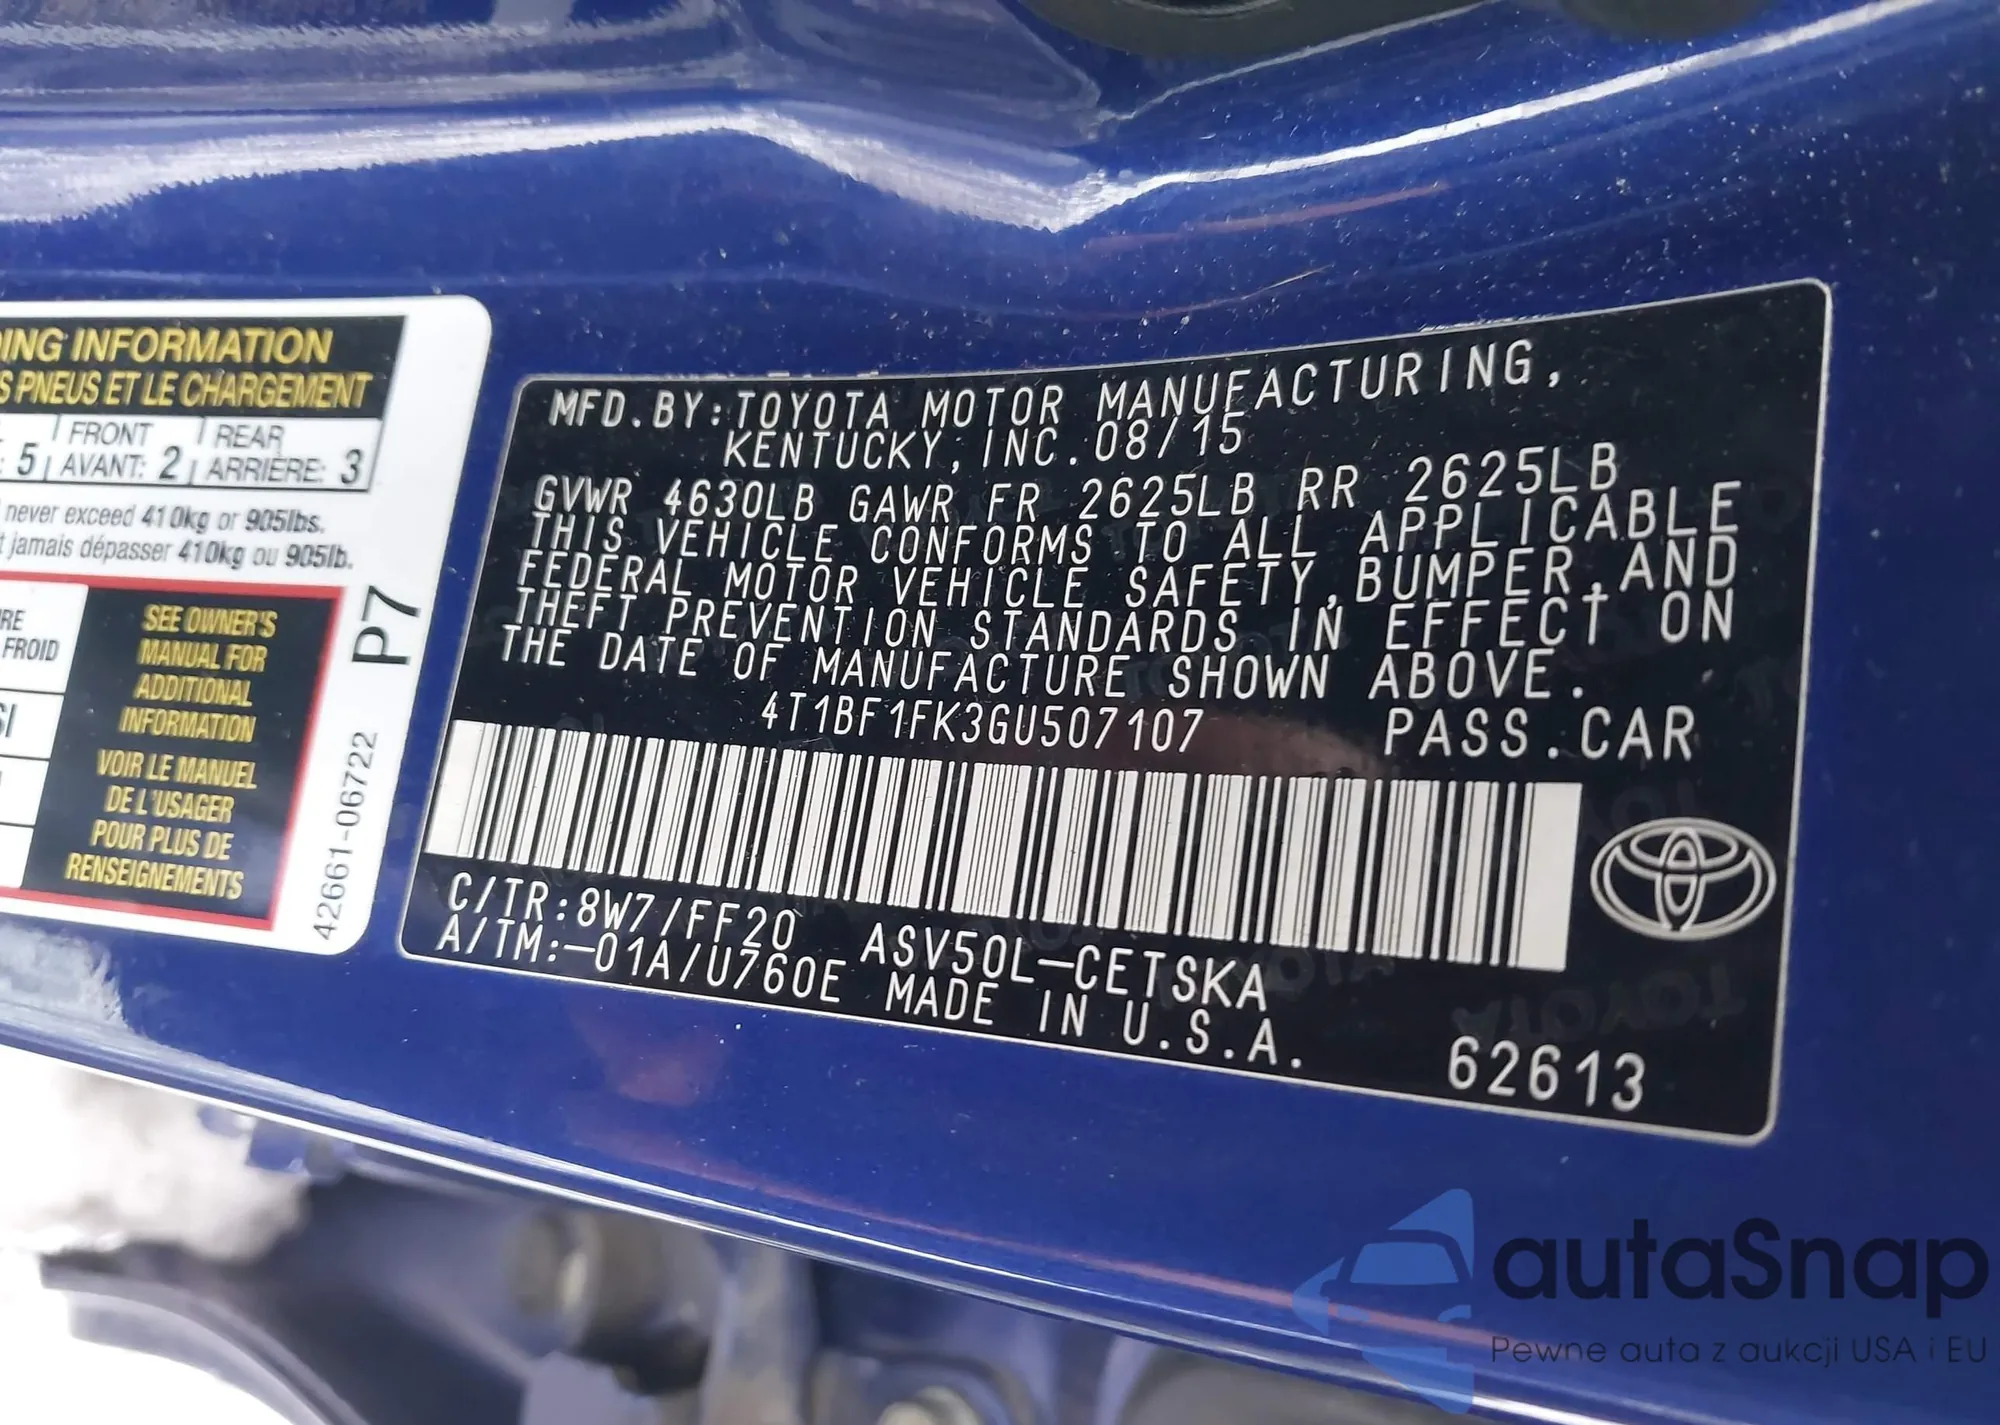 ING INFORMATION
S PNEUS ET LE CHARGEMENT
: 5 FRONT AVANT: 2 REAR ARRIÈRE: 3
never exceed 410kg or 905lbs.
jamais dépasser 410kg ou 905lb.
RE
FROID
SI
SEE OWNER'S
MANUAL FOR
ADDITIONAL
INFORMATION
VOIR LE MANUEL
DE L'USAGER
POUR PLUS DE
RENSEIGNEMENTS
P7
42661-06722
MFD.BY:TOYOTA MOTOR MANUFACTURING,
KENTUCKY,INC.08/15
GVWR 4630LB GAWR FR 2625LB RR 2625LB
THIS VEHICLE CONFORMS TO ALL APPLICABLE
FEDERAL MOTOR VEHICLE SAFETY,BUMPER,AND
THEFT PREVENTION STANDARDS IN EFFECT ON
THE DATE OF MANUFACTURE SHOWN ABOVE.
4T1BF1FK3GU507107 PASS.CAR
C/TR:8W7/FF20 ASV50L-CETSKA
A/TM:-01A/U760E MADE IN U.S.A.
62613
autaSnap
Pewne auta z aukcji USA i EU